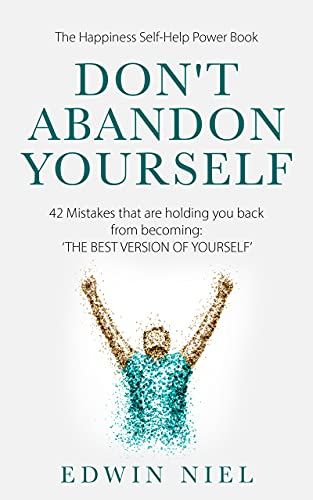 The Happiness Self-Help Power Book
DON'T
ABANDON
YOURSELF
42 Mistakes that are holding you back
from becoming:
'THE BEST VERSION OF YOURSELF'
EDWIN NIEL